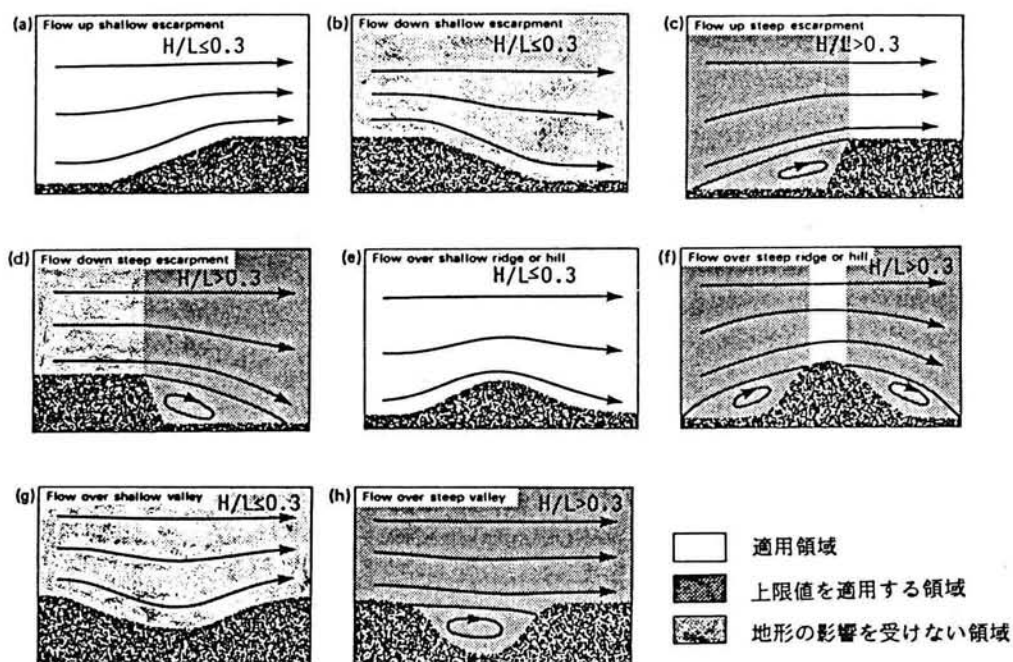 (a) Flow up shallow escarpment
H/L≤0.3
(b) Flow down shallow escarpment
H/L≤0.3
(c) Flow up steep escarpment
H/L>0.3
(d) Flow down steep escarpment
H/L>0.3
(e) Flow over shallow ridge or hill
H/L≤0.3
(f) Flow over steep ridge or hill
H/L>0.3
(g) Flow over shallow valley
H/L≤0.3
(h) Flow over steep valley
H/L>0.3
適用領域
上限値を適用する領域
地形の影響を受けない領域